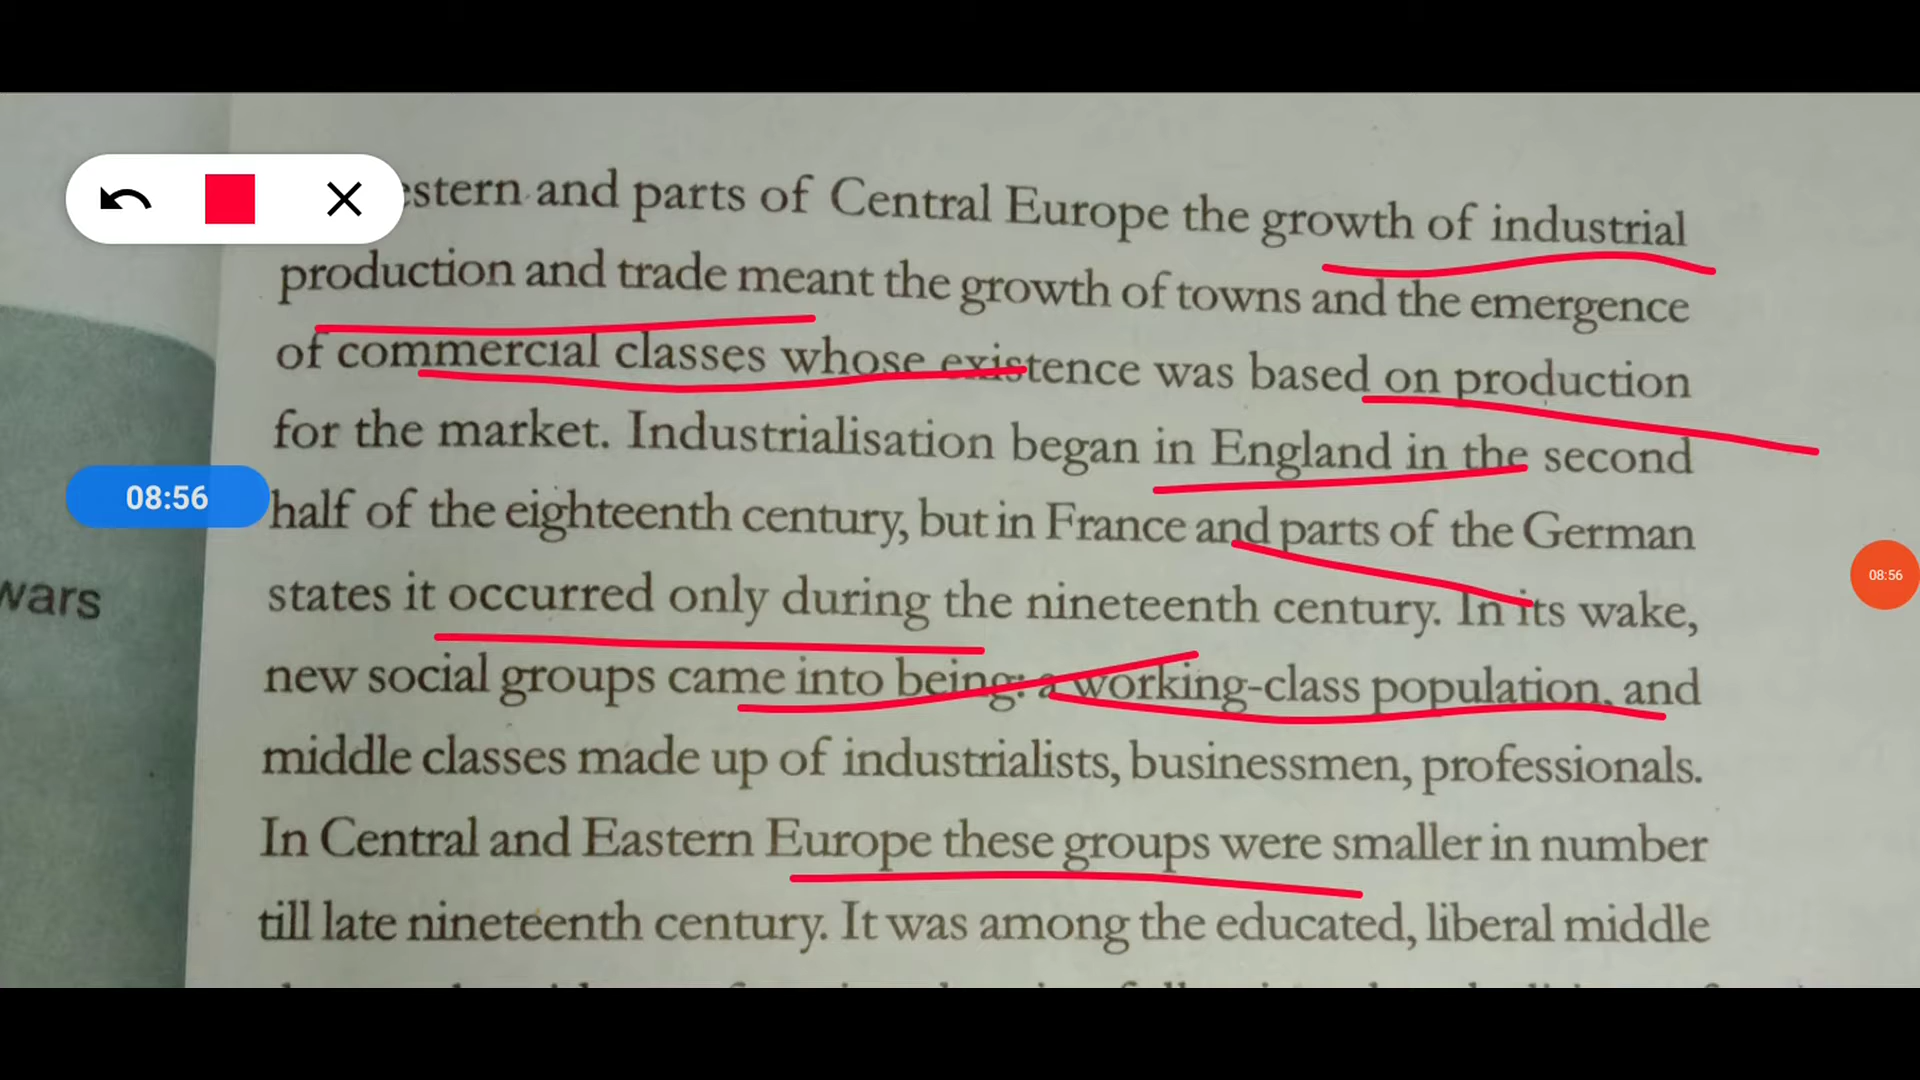 estern and parts of Central Europe the growth of industrial
production and trade meant the growth of towns and the emergence
of commercial classes whose existence was based on production
for the market. Industrialisation began in England in the second
08:56
half of the eighteenth century, but in France and parts of the German
08:56
states it occurred only during the nineteenth century. In its wake,
wars
new social groups came into being: a working-class population, and
middle classes made up of industrialists, businessmen, professionals.
In Central and Eastern Europe these groups were smaller in number
till late nineteenth century. It was among the educated, liberal middle